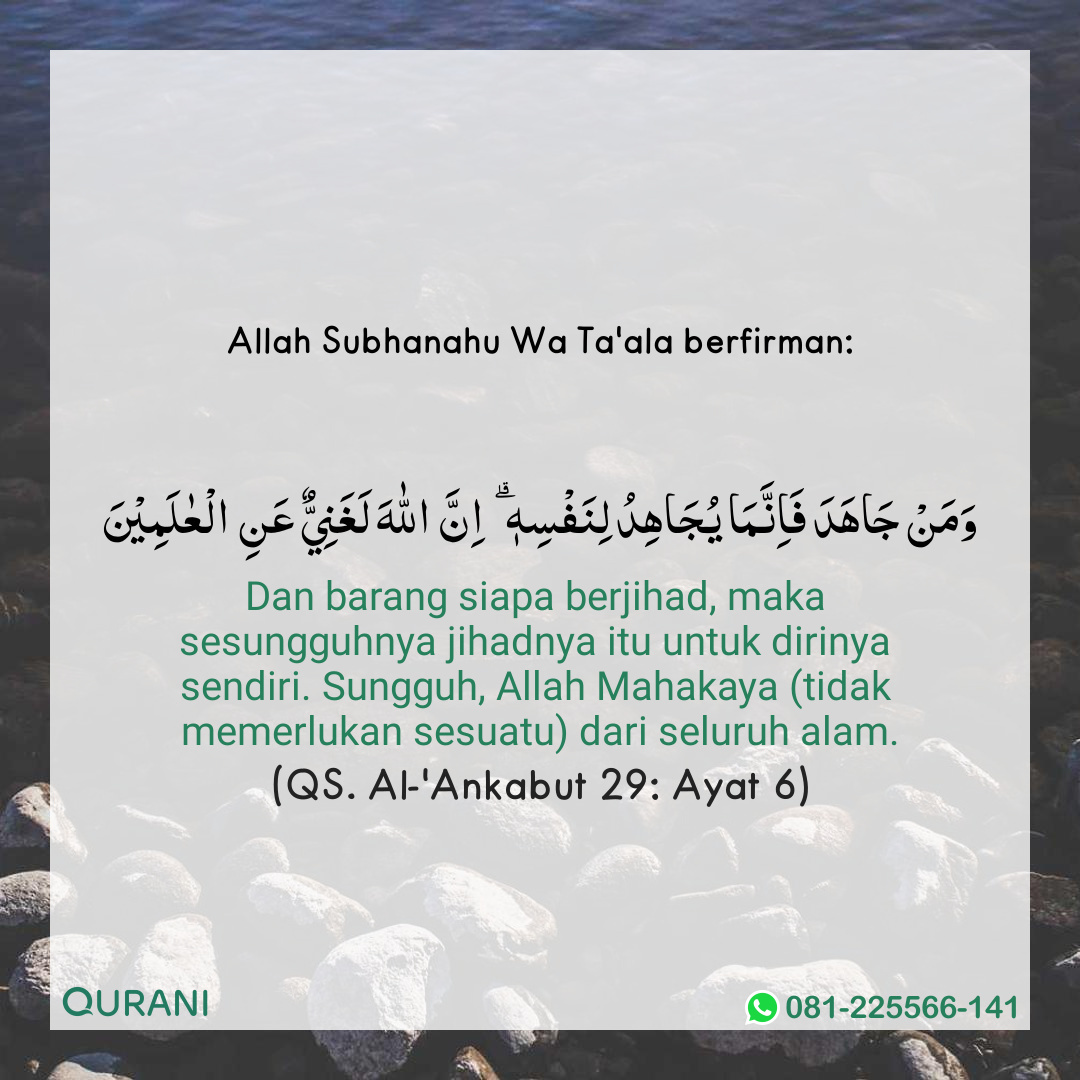 Allah Subhanahu Wa Ta'ala berfirman:
وَمَنْ جَاهَدَ فَاِنَّمَا يُجَاهِدُ لِنَفْسِهٖ ۗ اِنَّ اللّٰهَ لَغَنِيٌّ عَنِ الْعٰلَمِيْنَ
Dan barang siapa berjihad, maka
sesungguhnya jihadnya itu untuk dirinya
sendiri. Sungguh, Allah Mahakaya (tidak
memerlukan sesuatu) dari seluruh alam.
(QS. Al-'Ankabut 29: Ayat 6)
QURANI
081-225566-141